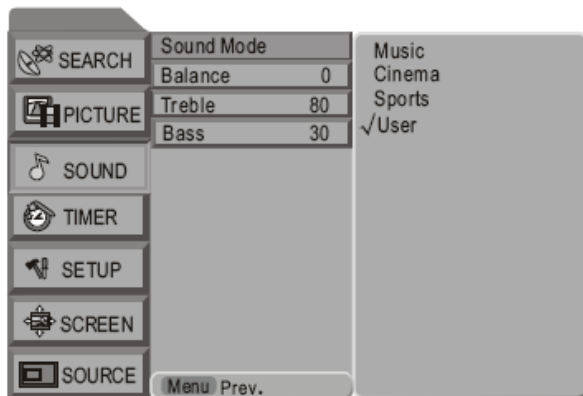 SEARCH
PICTURE
SOUND
TIMER
SETUP
SCREEN
SOURCE
Sound Mode
Balance 0
Treble 80
Bass 30
Menu Prev.
Music
Cinema
Sports
√User